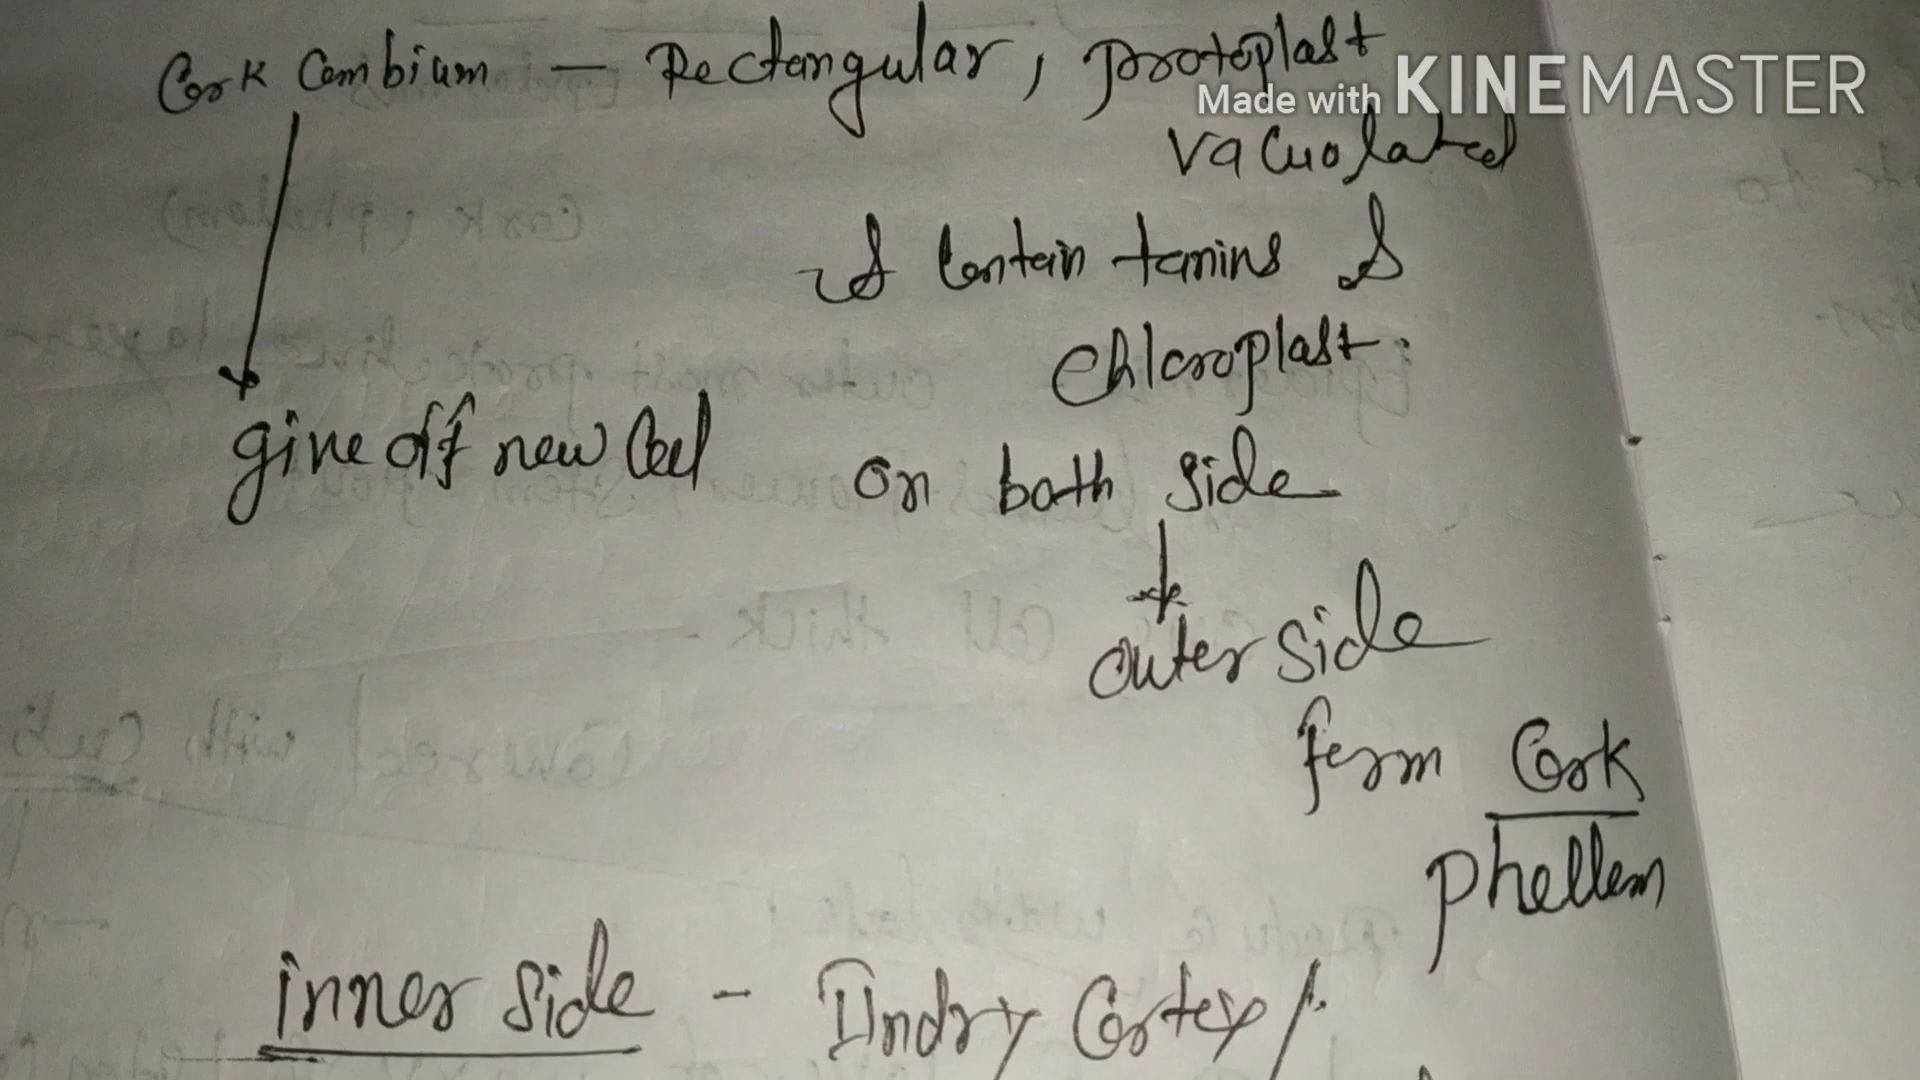 Cork Cambium — Rectangular, protoplast
Made with KINEMASTER
vacuolated
& Contain tanins &
Chloroplast.
give off new Cell on both side
outer side
form Cork
phellem
inner side - IIndry Cortex /